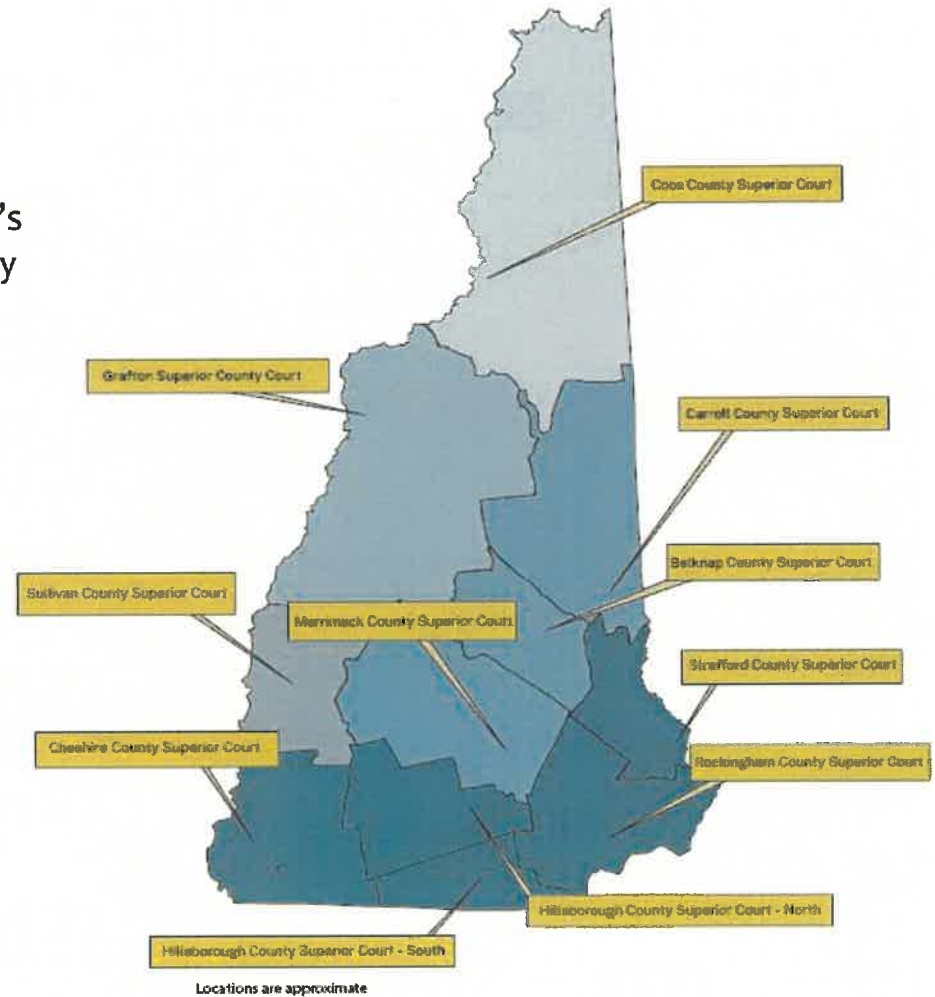 's
y
Coos County Superior Court
Grafton Superior County Court
Carroll County Superior Court
Belknap County Superior Court
Sullivan County Superior Court
Merrimack County Superior Court
Strafford County Superior Court
Cheshire County Superior Court
Rockingham County Superior Court
Hillsborough County Superior Court - North
Hillsborough County Superior Court - South
Locations are approximate